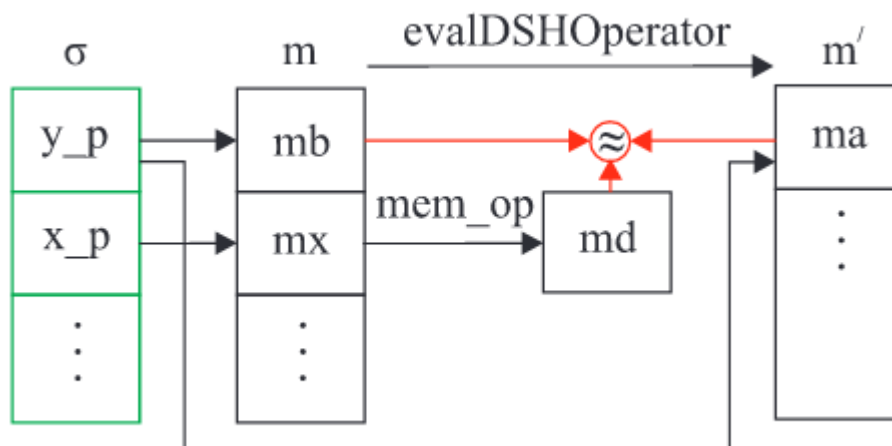 evalDSHOperator
σ m m′
y_p mb ≈ ma
mem_op
x_p mx md